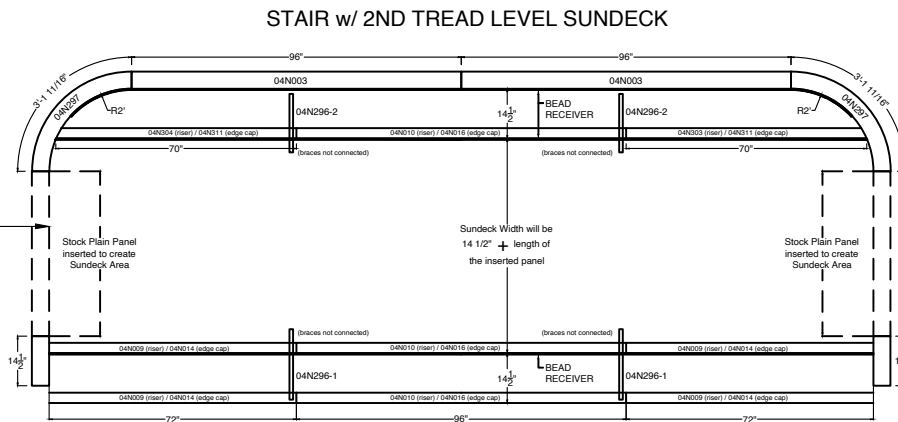 STAIR w/ 2ND TREAD LEVEL SUNDECK
96"
96"
04N003
04N003
3'-1 11/16"
3'-1 11/16"
04N297
04N297
R2'
R2'
04N296-2
04N296-2
14 1/2"
BEAD
RECEIVER
04N304 (riser) / 04N311 (edge cap)
04N010 (riser) / 04N016 (edge cap)
04N303 (riser) / 04N311 (edge cap)
70"
70"
(braces not connected)
(braces not connected)
Stock Plain Panel
inserted to create
Sundeck Area
Sundeck Width will be
14 1/2" + length of
the inserted panel
Stock Plain Panel
inserted to create
Sundeck Area
(braces not connected)
(braces not connected)
04N009 (riser) / 04N014 (edge cap)
04N010 (riser) / 04N016 (edge cap)
04N009 (riser) / 04N014 (edge cap)
14 1/2"
04N296-1
14 1/2"
BEAD
RECEIVER
04N296-1
04N009 (riser) / 04N014 (edge cap)
04N010 (riser) / 04N016 (edge cap)
04N009 (riser) / 04N014 (edge cap)
72"
96"
72"